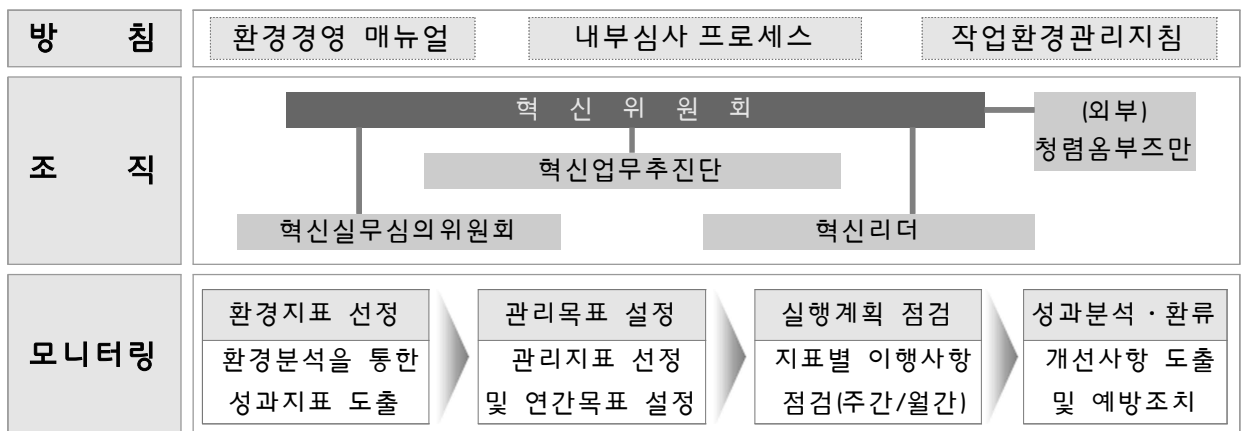 방 침
환경경영 매뉴얼
내부심사 프로세스
작업환경관리지침
조 직
혁 신 위 원 회
(외부)
청렴옴부즈만
혁신업무추진단
혁신실무심의위원회
혁신리더
모니터링
환경지표 선정
환경분석을 통한
성과지표 도출
관리목표 설정
관리지표 선정
및 연간목표 설정
실행계획 점검
지표별 이행사항
점검(주간/월간)
성과분석ㆍ환류
개선사항 도출
및 예방조치